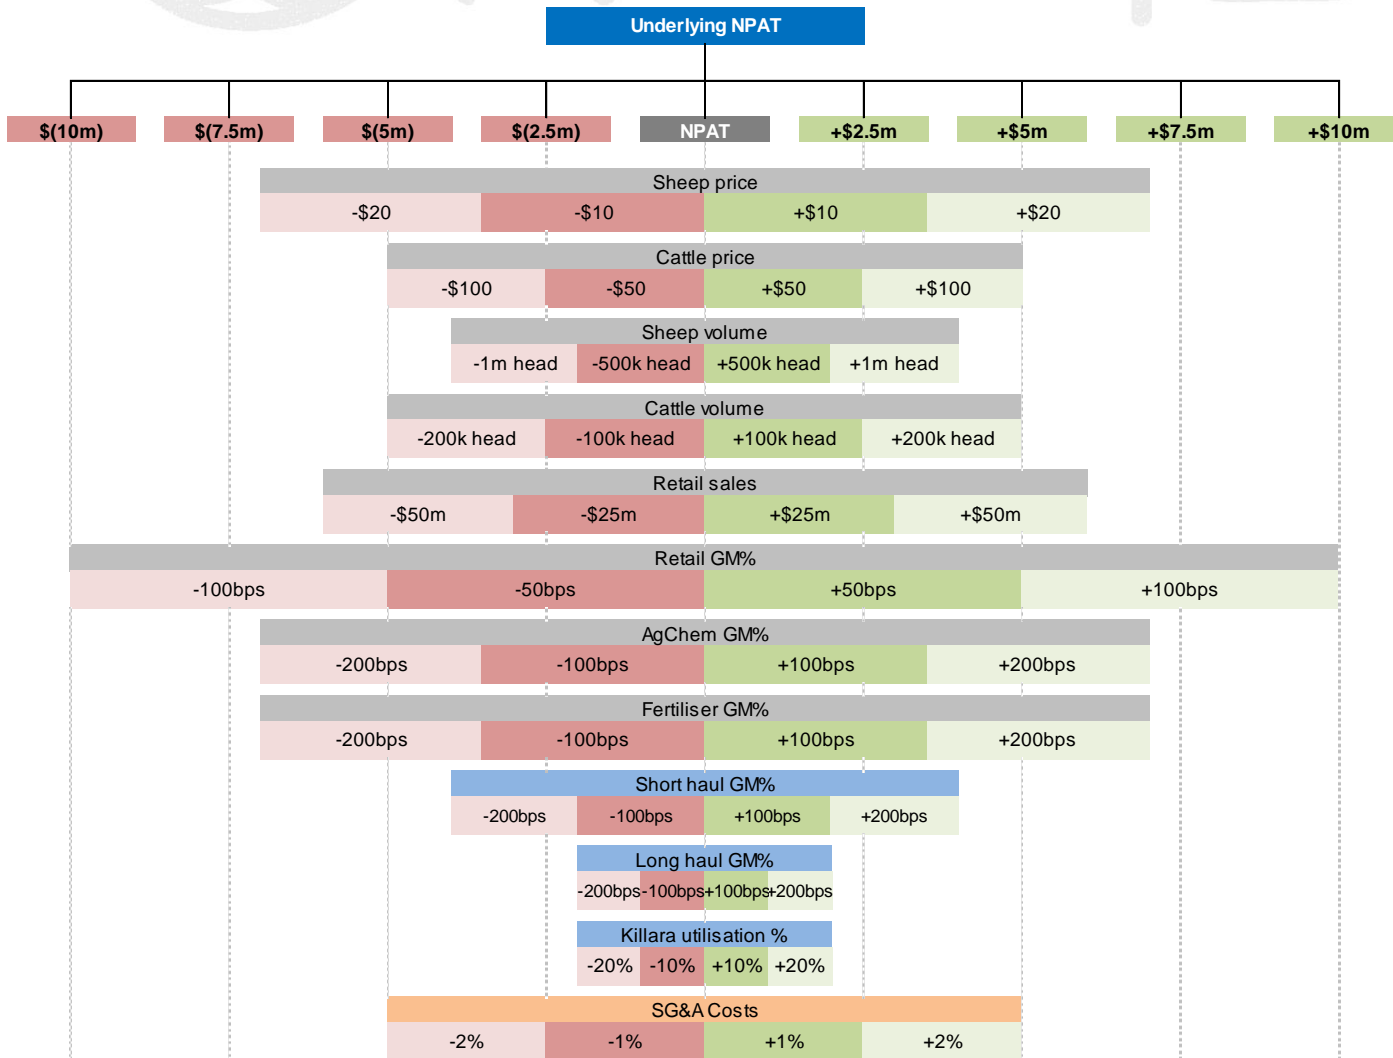 Underlying NPAT
$(10m) $(7.5m) $(5m) $(2.5m) NPAT +$2.5m +$5m +$7.5m +$10m
Sheep price
-$20 -$10 +$10 +$20
Cattle price
-$100 -$50 +$50 +$100
Sheep volume
-1m head -500k head +500k head +1m head
Cattle volume
-200k head -100k head +100k head +200k head
Retail sales
-$50m -$25m +$25m +$50m
Retail GM%
-100bps -50bps +50bps +100bps
AgChem GM%
-200bps -100bps +100bps +200bps
Fertiliser GM%
-200bps -100bps +100bps +200bps
Short haul GM%
-200bps -100bps +100bps +200bps
Long haul GM%
-200bps -100bps +100bps +200bps
Killara utilisation %
-20% -10% +10% +20%
SG&A Costs
-2% -1% +1% +2%